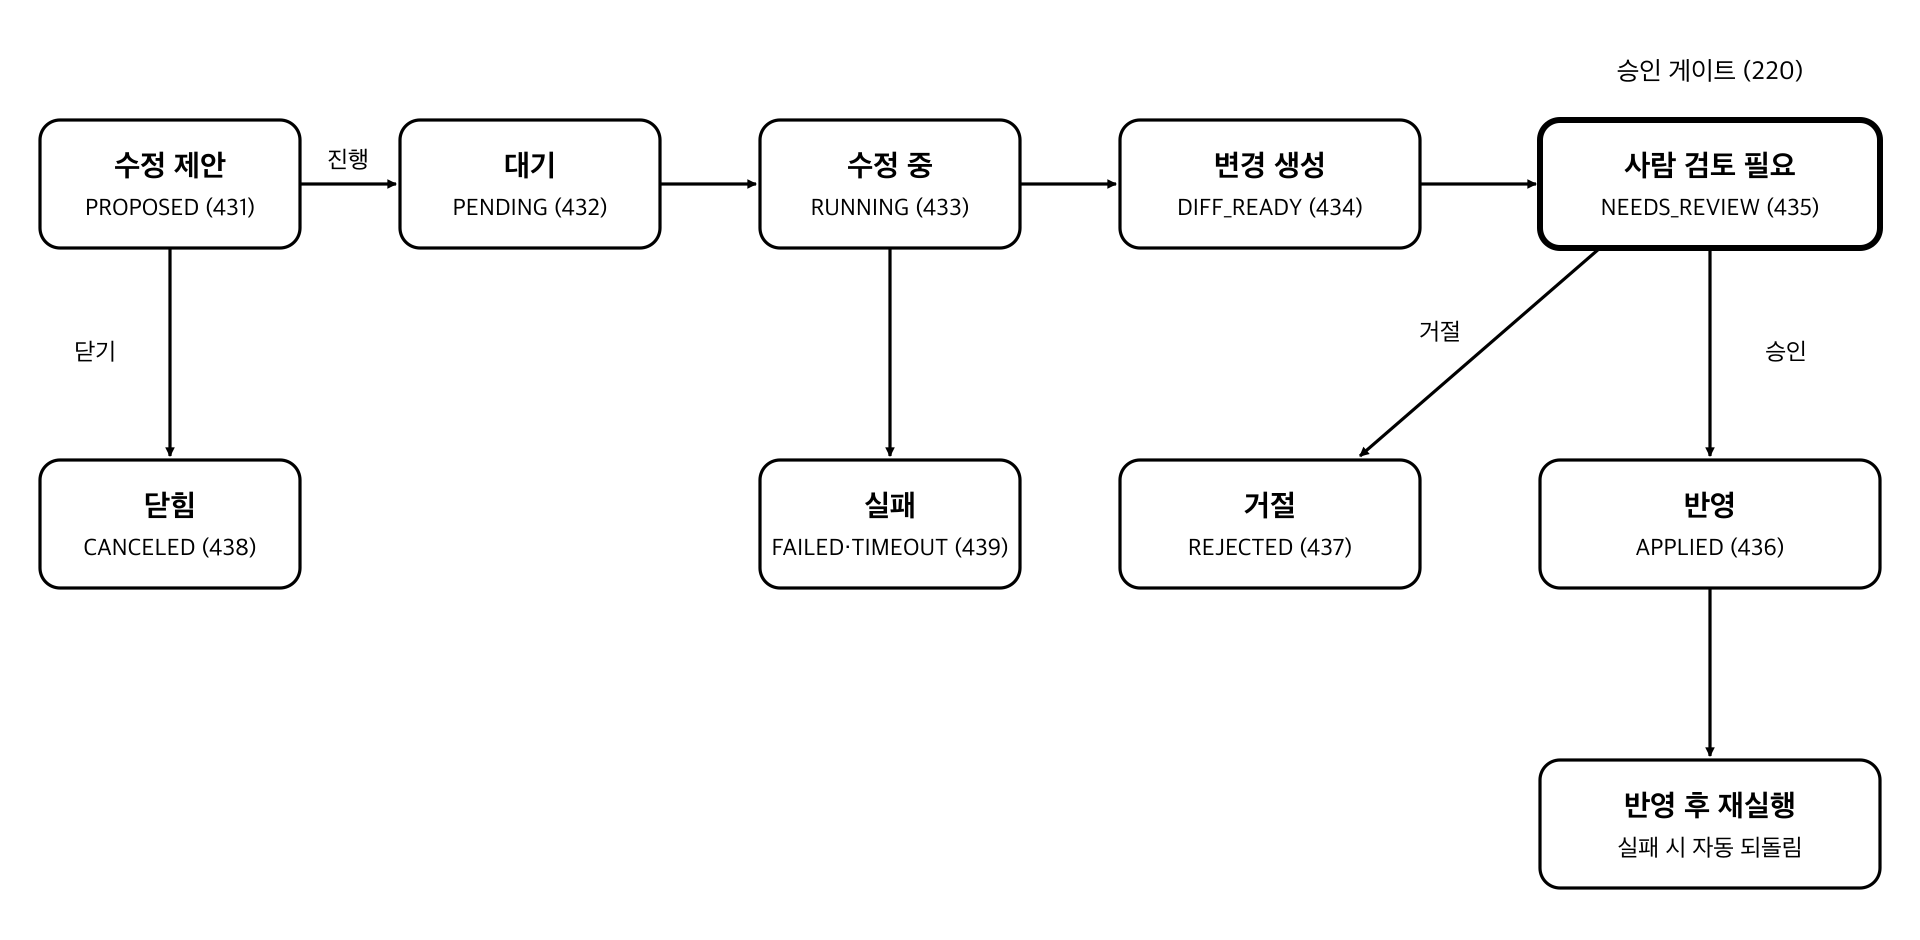 승인 게이트 (220)
수정 제안
PROPOSED (431)
진행
대기
PENDING (432)
수정 중
RUNNING (433)
변경 생성
DIFF_READY (434)
사람 검토 필요
NEEDS_REVIEW (435)
닫기
거절
승인
닫힘
CANCELED (438)
실패
FAILED·TIMEOUT (439)
거절
REJECTED (437)
반영
APPLIED (436)
반영 후 재실행
실패 시 자동 되돌림